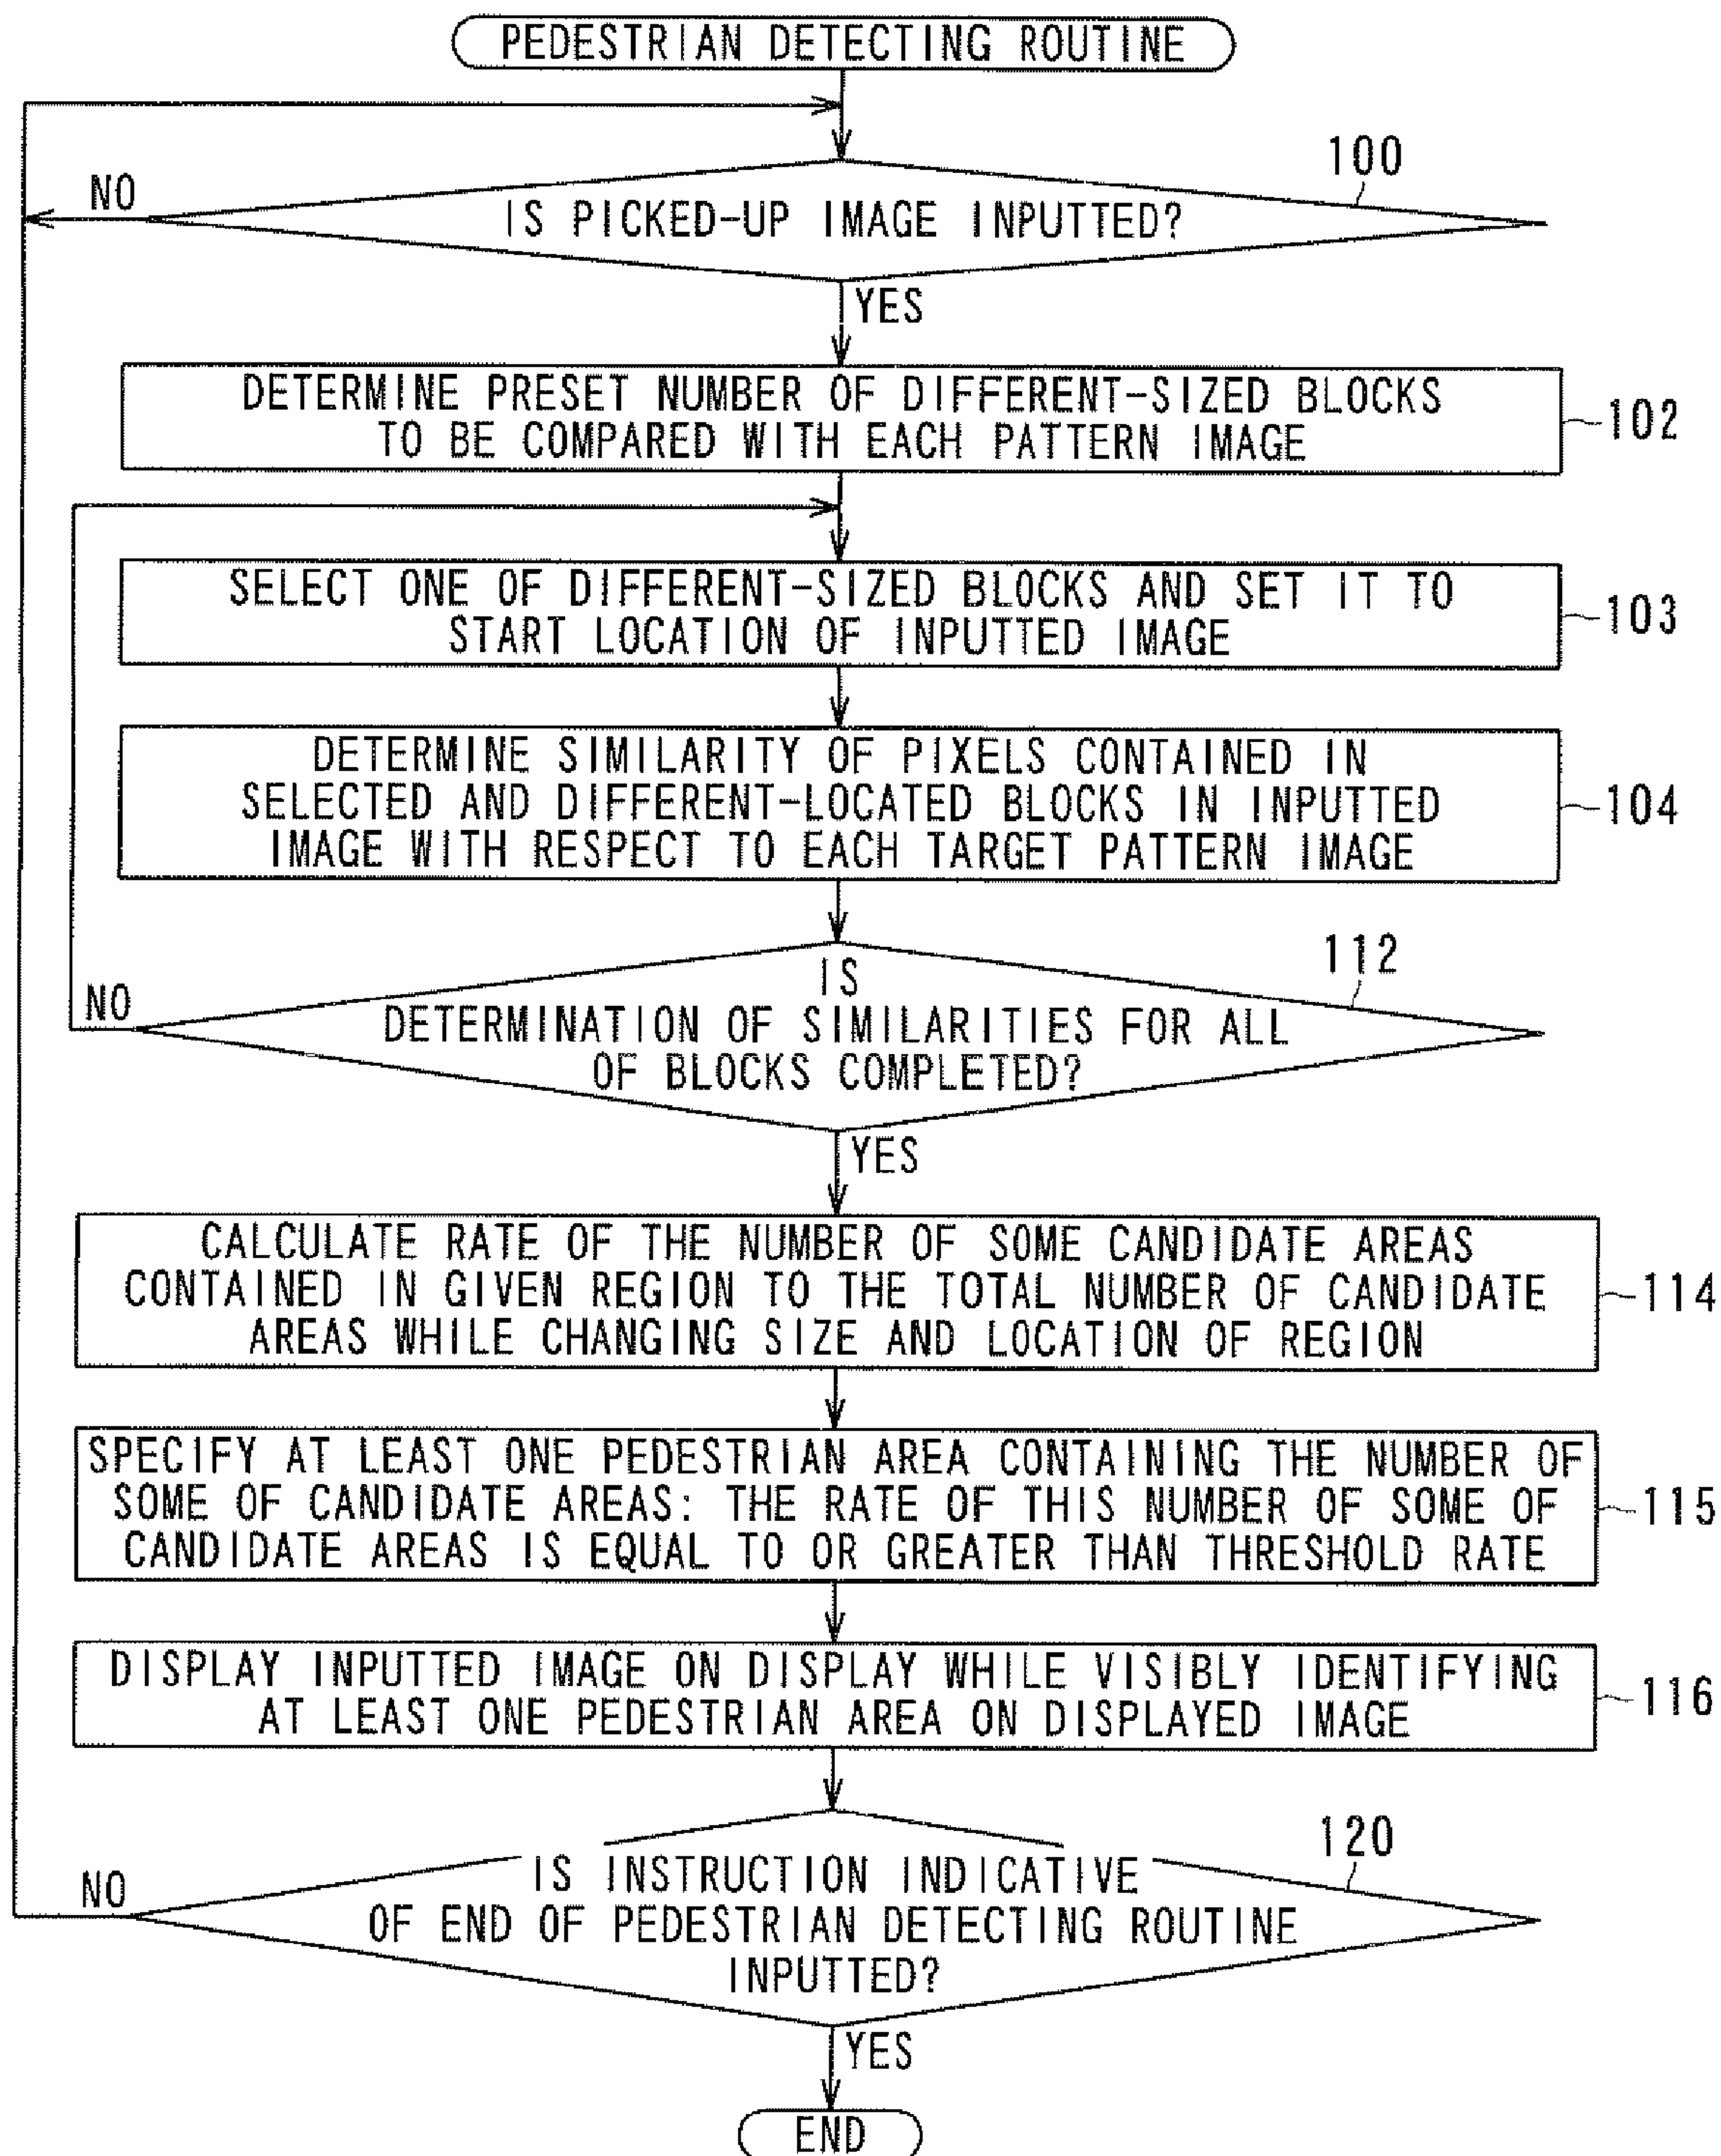 PEDESTRIAN DETECTING ROUTINE
100
NO
IS PICKED-UP IMAGE INPUTTED?
YES
DETERMINE PRESET NUMBER OF DIFFERENT-SIZED BLOCKS
TO BE COMPARED WITH EACH PATTERN IMAGE
102
SELECT ONE OF DIFFERENT-SIZED BLOCKS AND SET IT TO
START LOCATION OF INPUTTED IMAGE
103
DETERMINE SIMILARITY OF PIXELS CONTAINED IN
SELECTED AND DIFFERENT-LOCATED BLOCKS IN INPUTTED
IMAGE WITH RESPECT TO EACH TARGET PATTERN IMAGE
104
112
NO
IS
DETERMINATION OF SIMILARITIES FOR ALL
OF BLOCKS COMPLETED?
YES
CALCULATE RATE OF THE NUMBER OF SOME CANDIDATE AREAS
CONTAINED IN GIVEN REGION TO THE TOTAL NUMBER OF CANDIDATE
AREAS WHILE CHANGING SIZE AND LOCATION OF REGION
114
SPECIFY AT LEAST ONE PEDESTRIAN AREA CONTAINING THE NUMBER OF
SOME OF CANDIDATE AREAS: THE RATE OF THIS NUMBER OF SOME OF
CANDIDATE AREAS IS EQUAL TO OR GREATER THAN THRESHOLD RATE
115
DISPLAY INPUTTED IMAGE ON DISPLAY WHILE VISIBLY IDENTIFYING
AT LEAST ONE PEDESTRIAN AREA ON DISPLAYED IMAGE
116
120
NO
IS INSTRUCTION INDICATIVE
OF END OF PEDESTRIAN DETECTING ROUTINE
INPUTTED?
YES
END